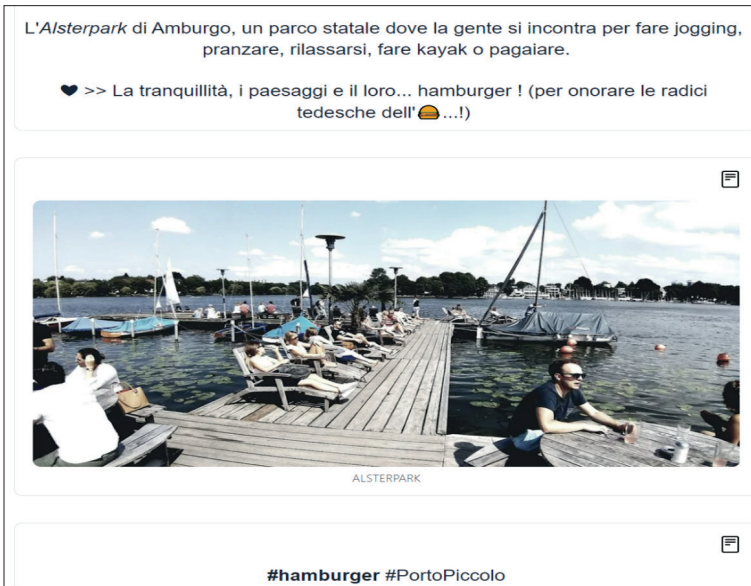 L'Alsterpark di Amburgo, un parco statale dove la gente si incontra per fare jogging,
pranzare, rilassarsi, fare kayak o pagaiare.
🖤 >> La tranquillità, i paesaggi e il loro... hamburger ! (per onorare le radici
tedesche dell'🍔...!)
ALSTERPARK
#hamburger #PortoPiccolo